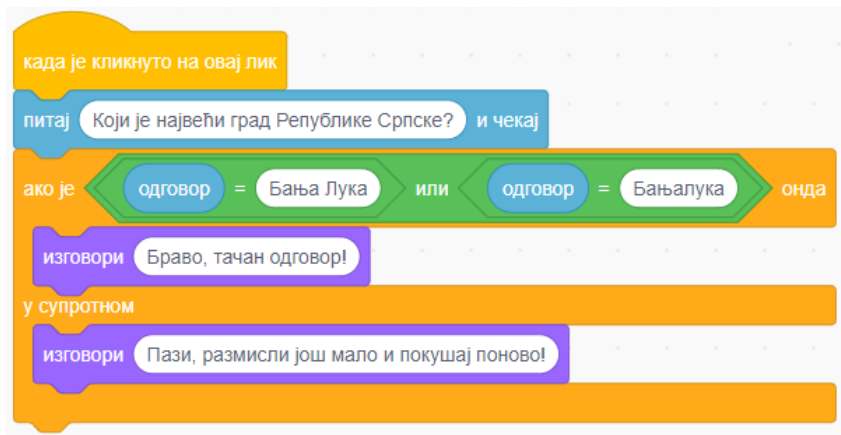 када је кликнуто на овај лик
питај Који је највећи град Републике Српске? и чекај
ако је одговор = Бања Лука или одговор = Бањалука онда
изговори Браво, тачан одговор!
у супротном
изговори Пази, размисли још мало и покушај поново!